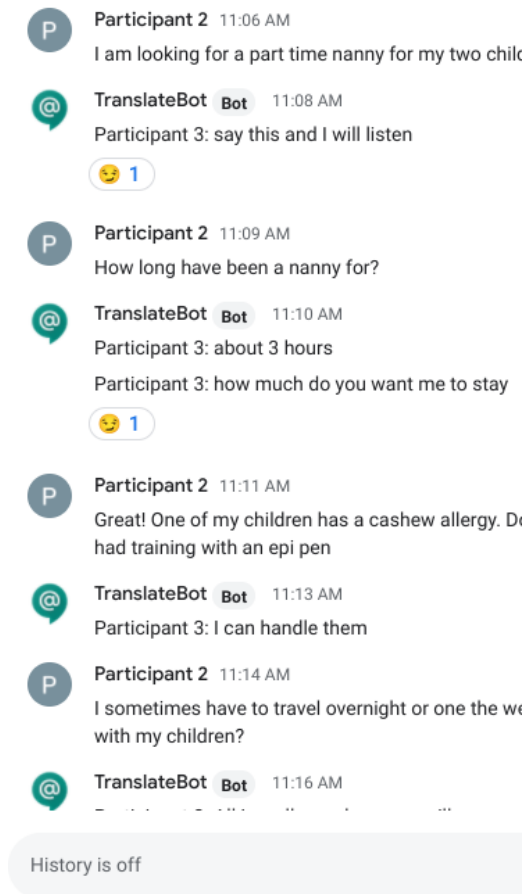 P
Participant 2 11:06 AM
I am looking for a part time nanny for my two
@
TranslateBot Bot 11:08 AM
Participant 3: say this and I will listen
1
P
Participant 2 11:09 AM
How long have been a nanny for?
@
TranslateBot Bot 11:10 AM
Participant 3: about 3 hours
Participant 3: how much do you want me to stay
1
P
Participant 2 11:11 AM
Great! One of my children has a cashew allergy.
had training with an epi pen
@
TranslateBot Bot 11:13 AM
Participant 3: I can handle them
P
Participant 2 11:14 AM
I sometimes have to travel overnight or one the
with my children?
@
TranslateBot Bot 11:16 AM
History is off